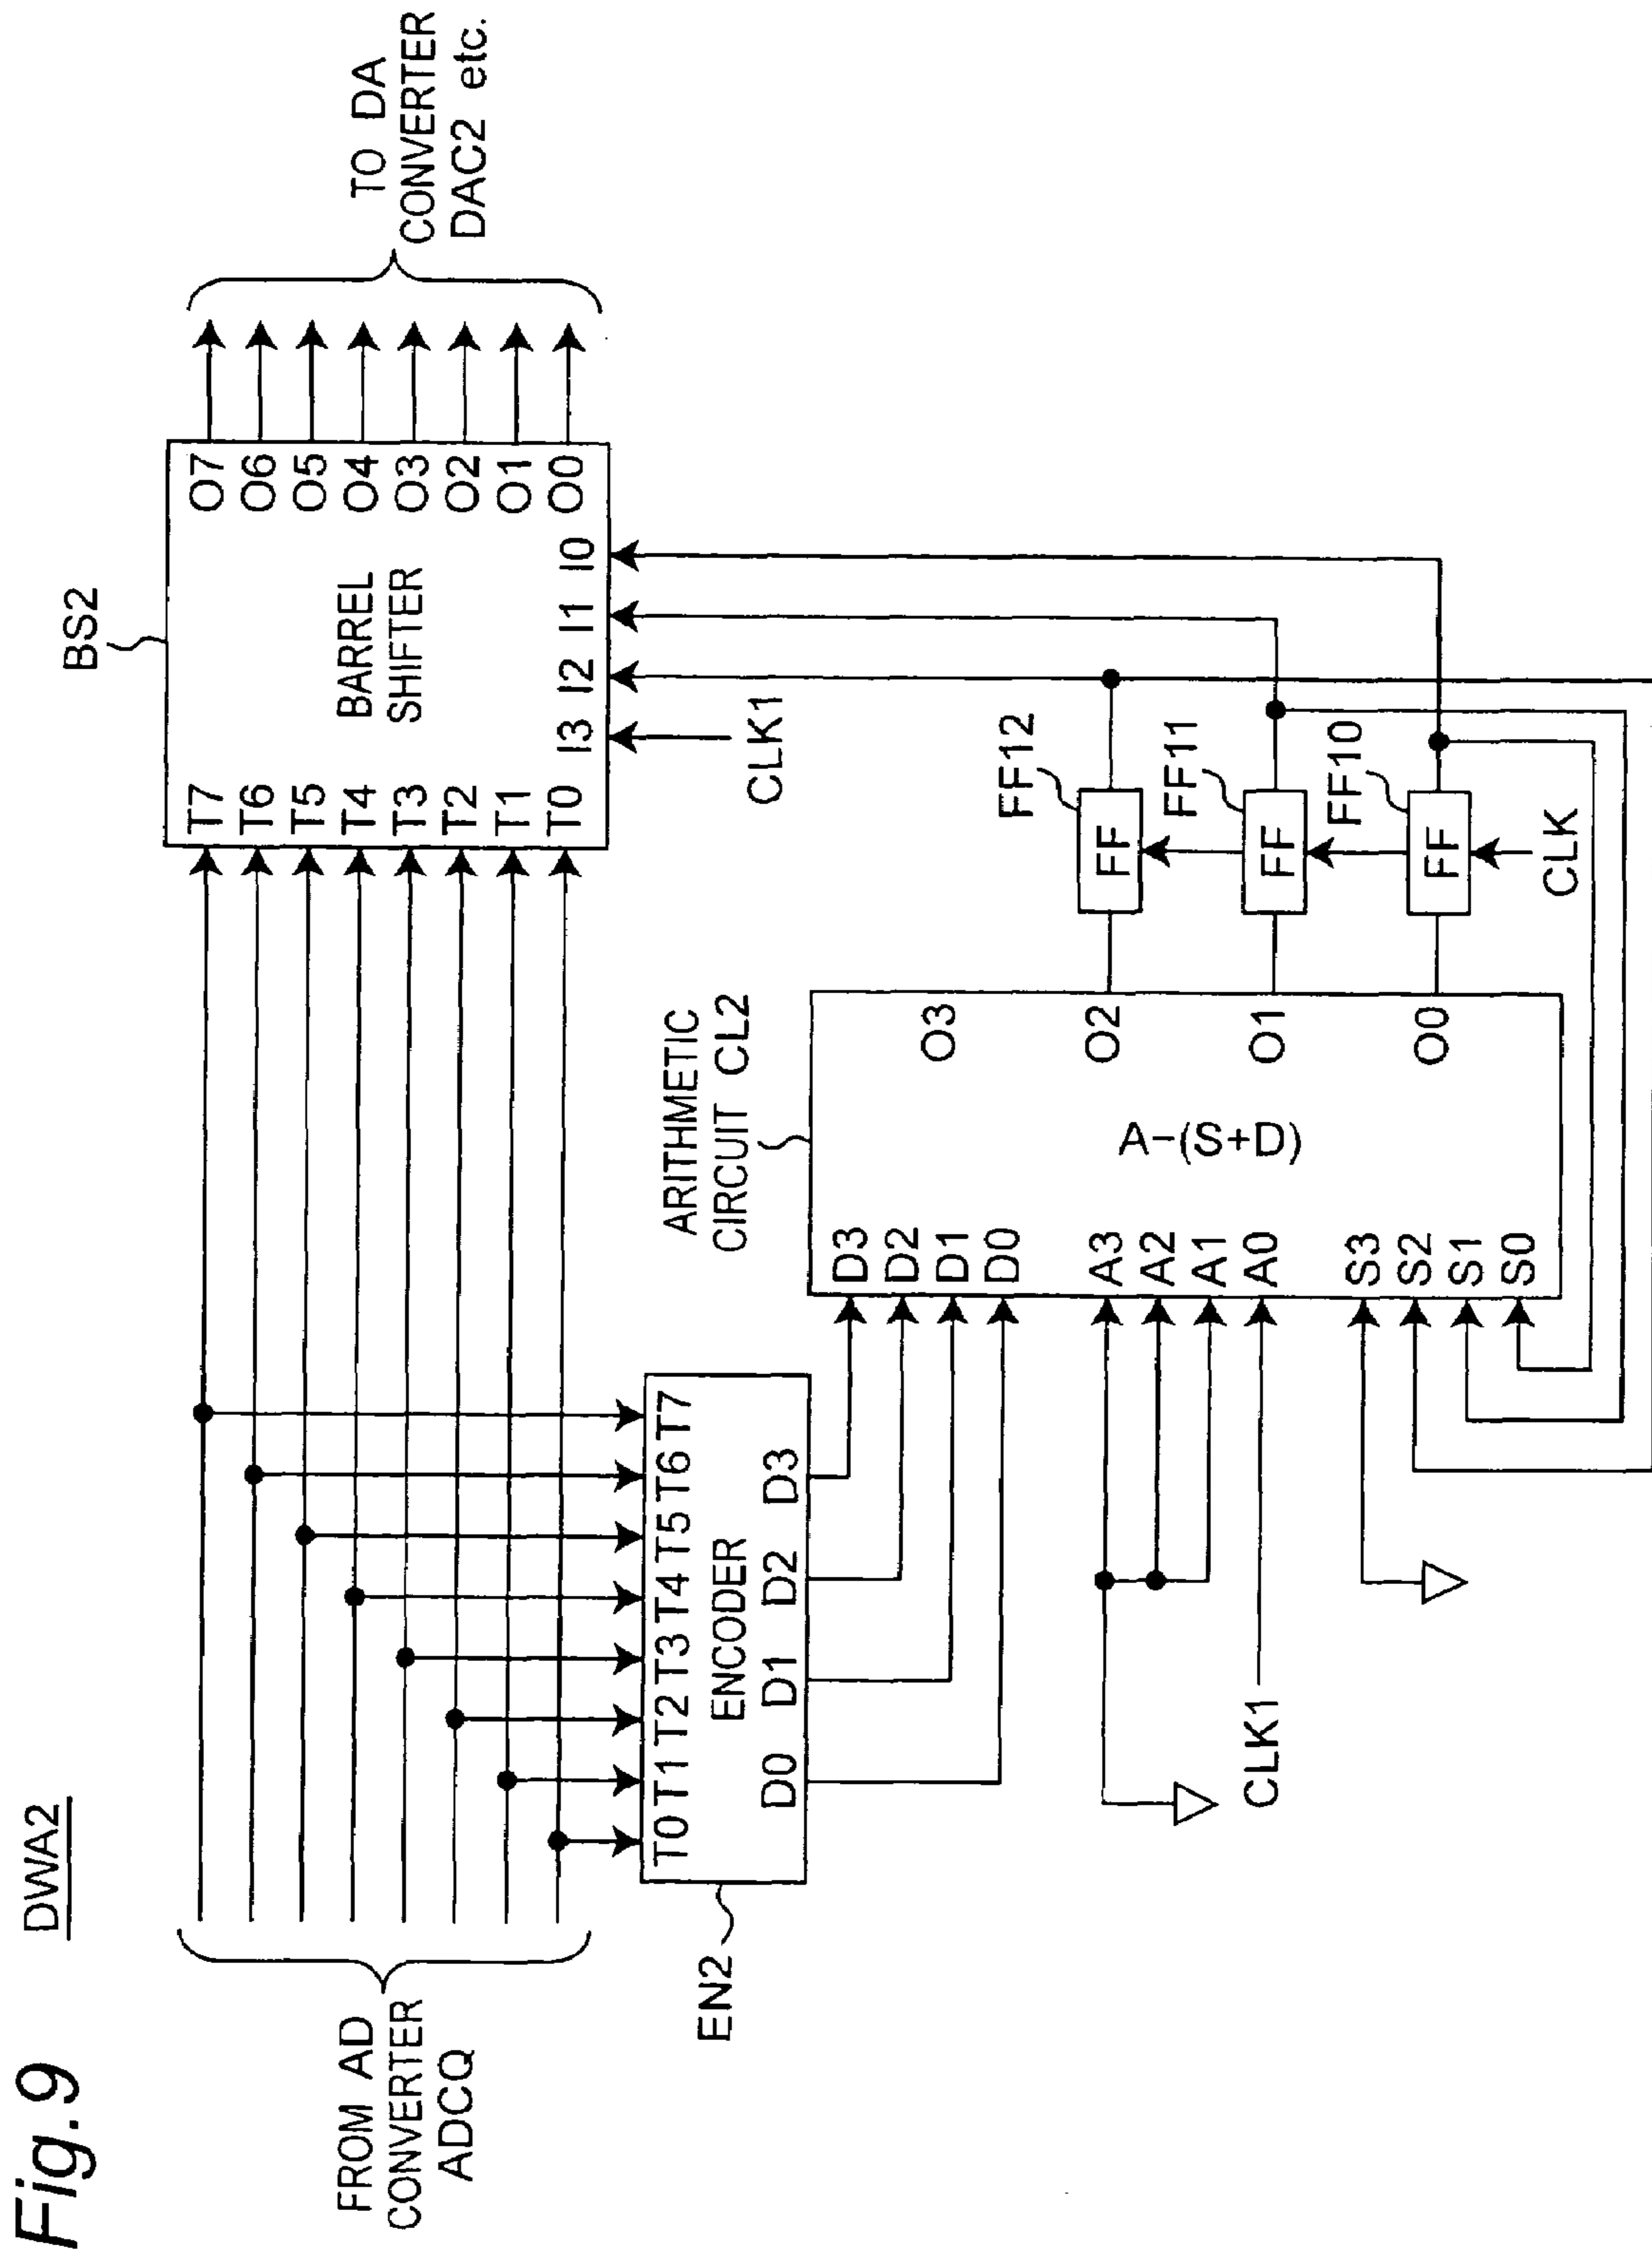 Fig.9
DWA2
FROM AD
CONVERTER
ADCQ
BS2
T7
T6
T5
T4
T3
T2
T1
T0
BARREL
SHIFTER
O7
O6
O5
O4
O3
O2
O1
O0
I3 I2 I1 I0
CLK1
TO DA
CONVERTER
DAC2 etc.
EN2
T0 T1 T2 T3 T4 T5 T6 T7
ENCODER
D0 D1 D2 D3
ARITHMETIC
CIRCUIT CL2
D3
D2
D1
D0
A3
A2
A1
A0
S3
S2
S1
S0
A-(S+D)
O3
O2
O1
O0
CLK1
FF12
FF
FF11
FF
FF10
FF
CLK